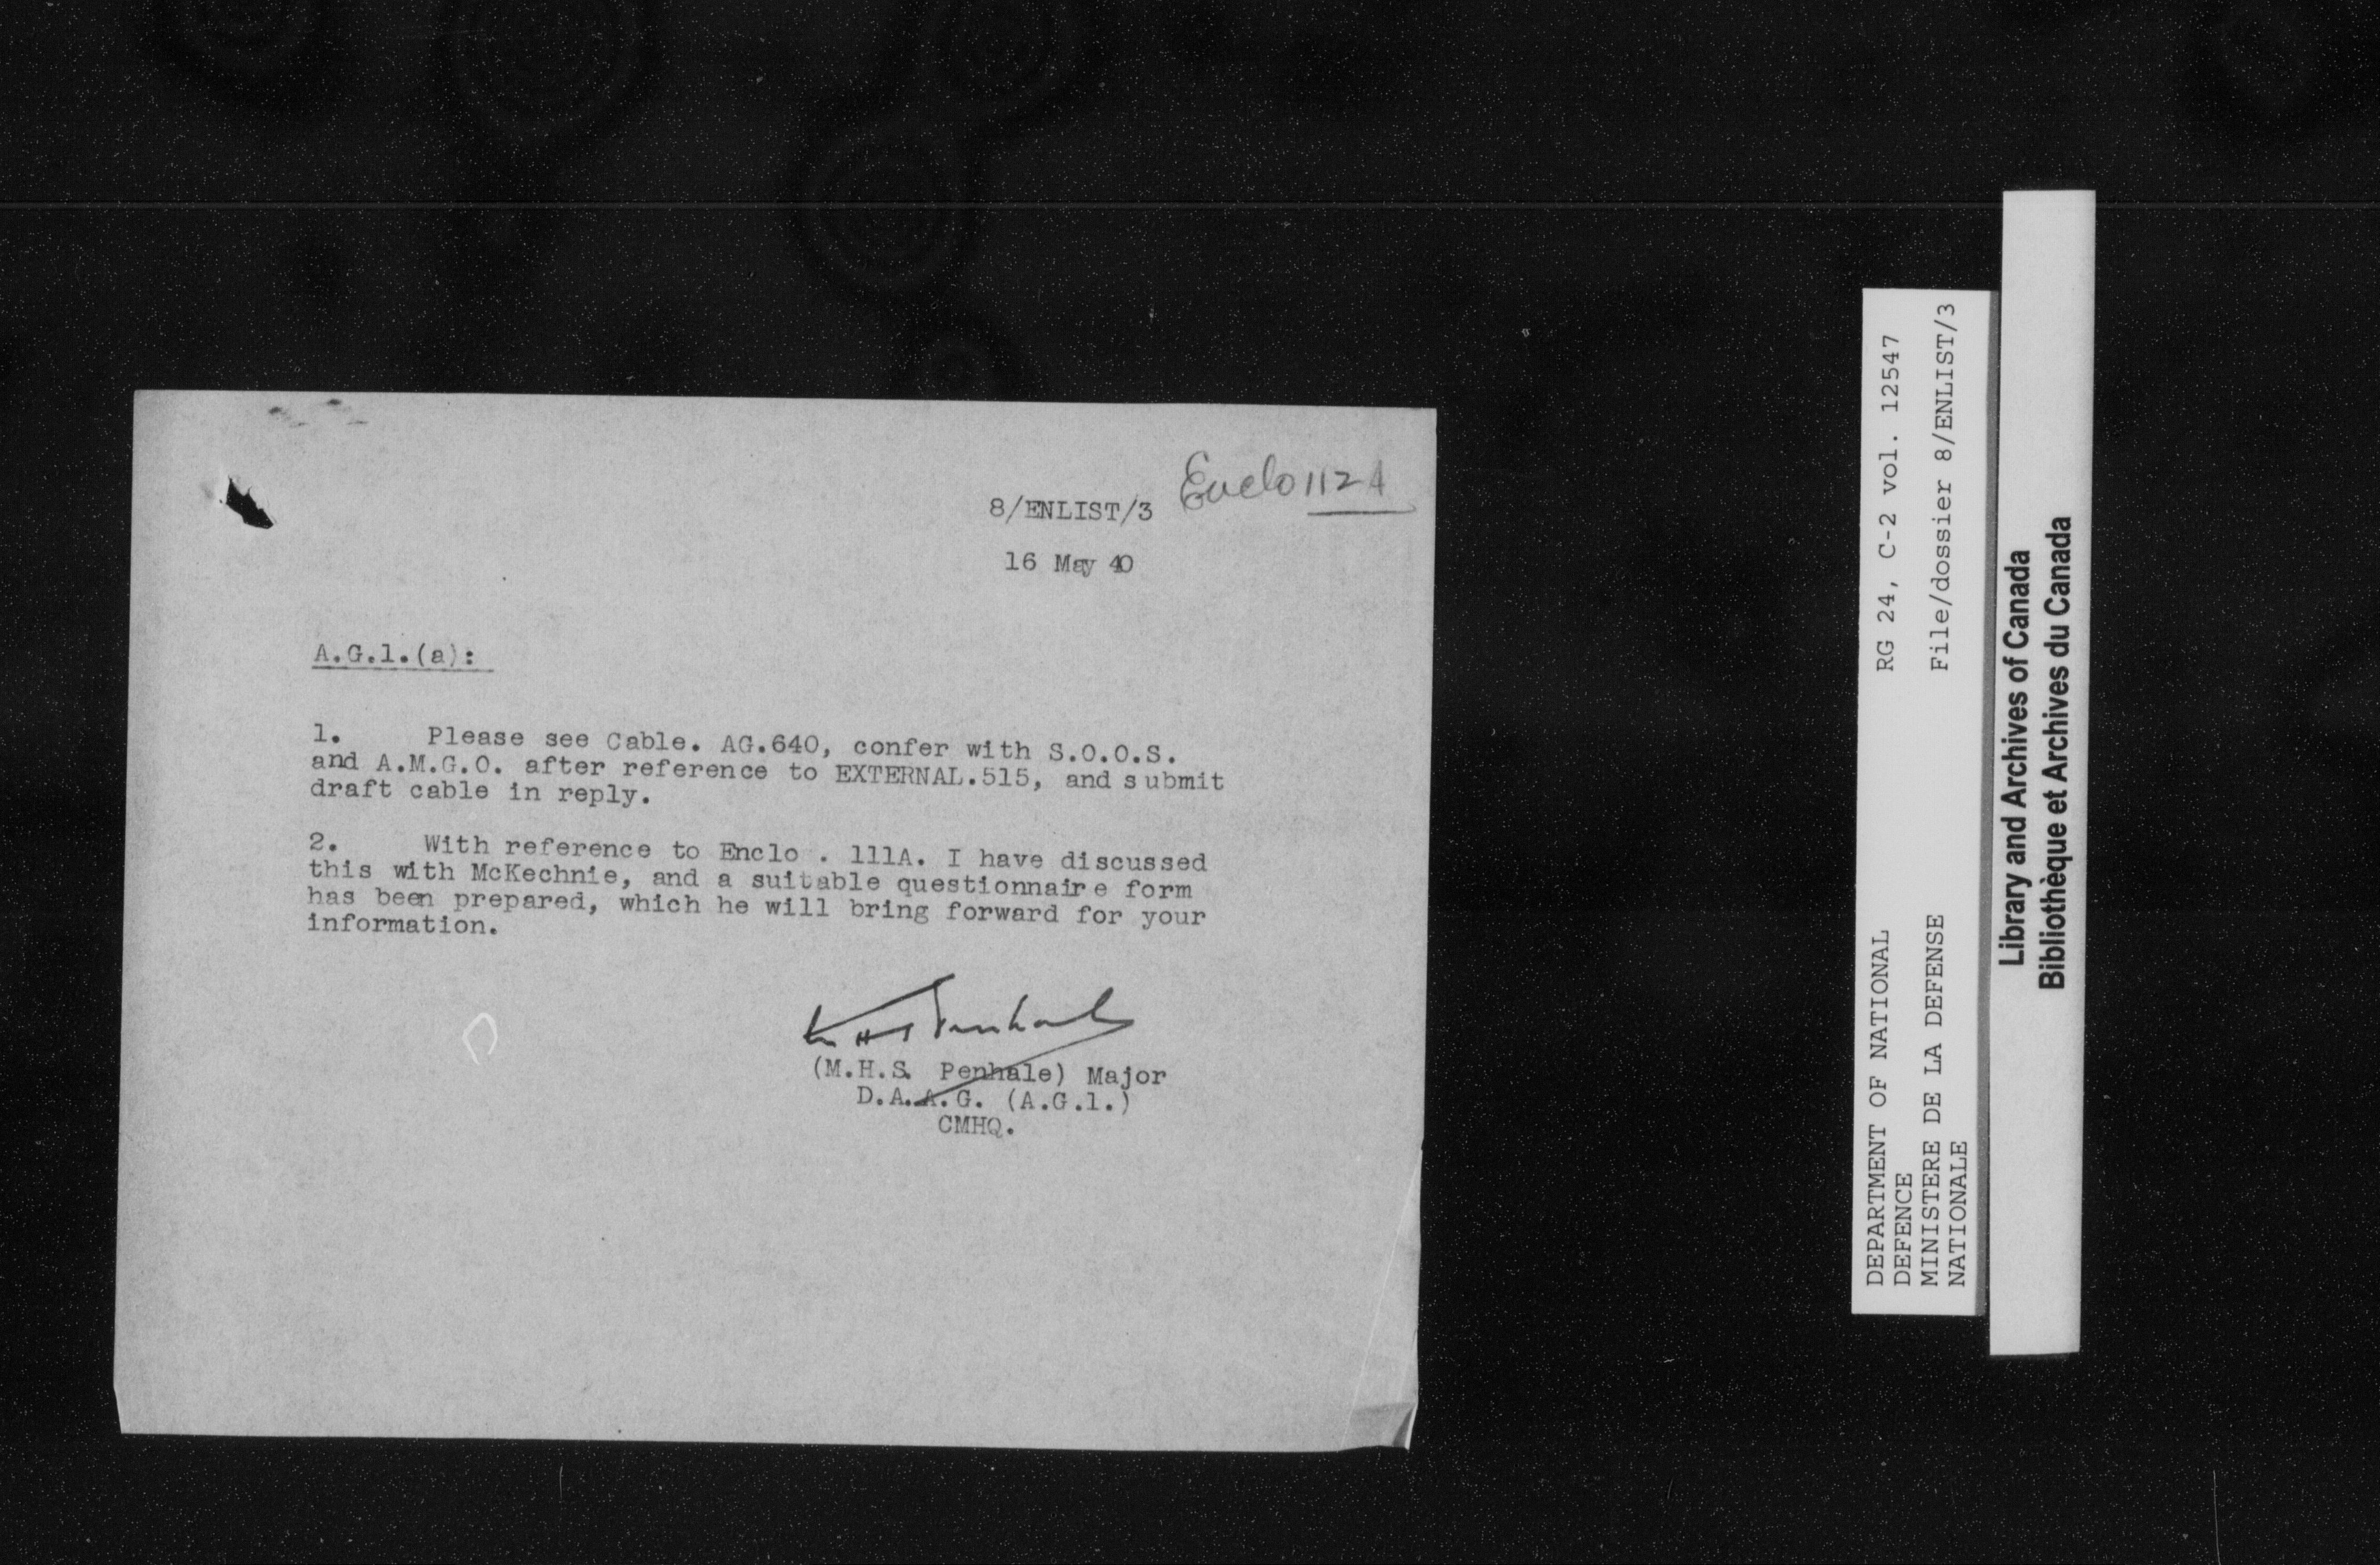 Enclo 112A
8/ENLIST/3
16 May 40
A.G.1.(a):
1. Please see Cable. AG.640, confer with S.O.O.S.
and A.M.G.O. after reference to EXTERNAL.515, and submit
draft cable in reply.
2. With reference to Enclo . 111A. I have discussed
this with McKechnie, and a suitable questionnaire form
has been prepared, which he will bring forward for your
information.
(M.H.S. Penhale) Major
D.A.A.G. (A.G.1.)
CMHQ.
DEPARTMENT OF NATIONAL
DEFENCE
MINISTERE DE LA DEFENSE
NATIONALE
RG 24, C-2 vol. 12547
File/dossier 8/ENLIST/3
Library and Archives of Canada
Bibliothèque et Archives du Canada